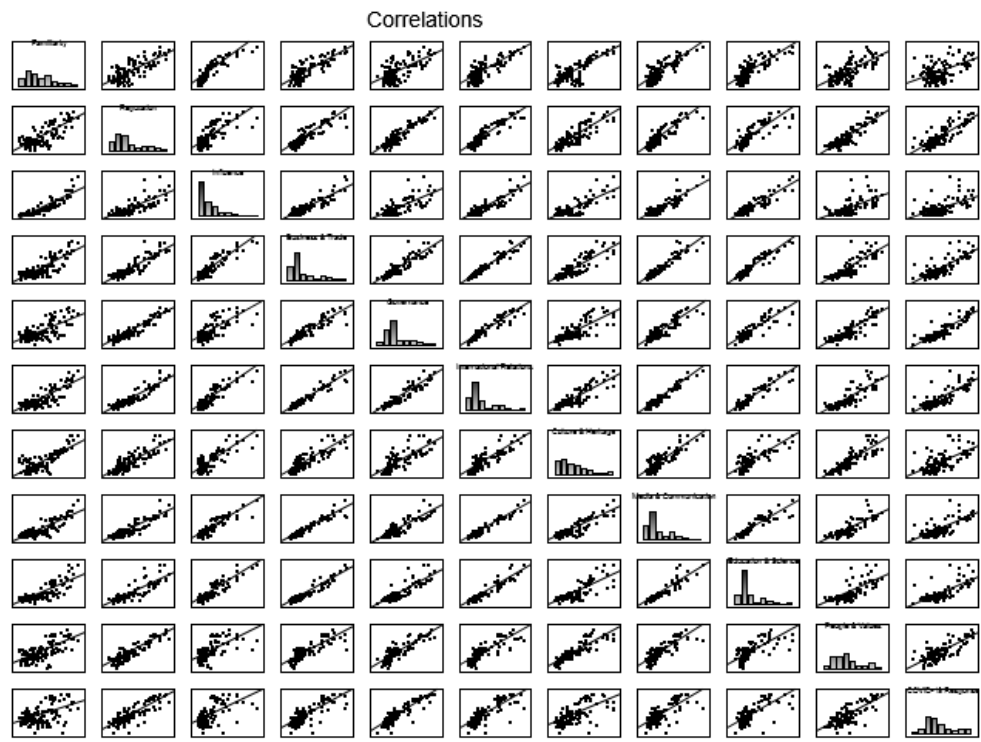 Correlations
Familiarity
Reputation
Influence
Business & Trade
Governance
International Relations
Culture & Heritage
Media & Communication
Education & Science
People & Values
COVID-19 Response